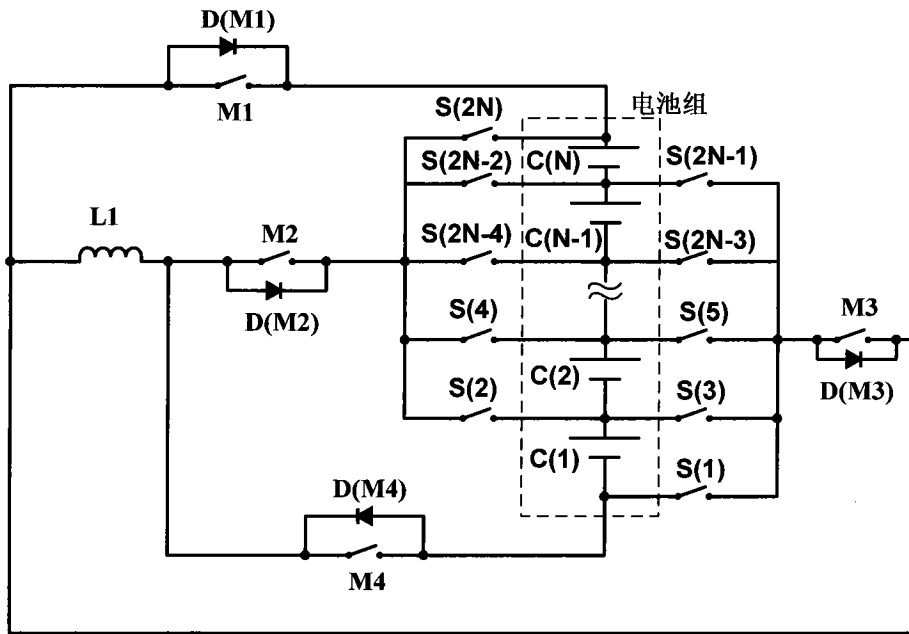 D(M1)
M1
电池组
S(2N)
C(N)
S(2N-1)
S(2N-2)
L1
M2
S(2N-4)
C(N-1)
S(2N-3)
D(M2)
S(4)
S(5)
M3
C(2)
S(2)
S(3)
D(M3)
C(1)
S(1)
D(M4)
M4